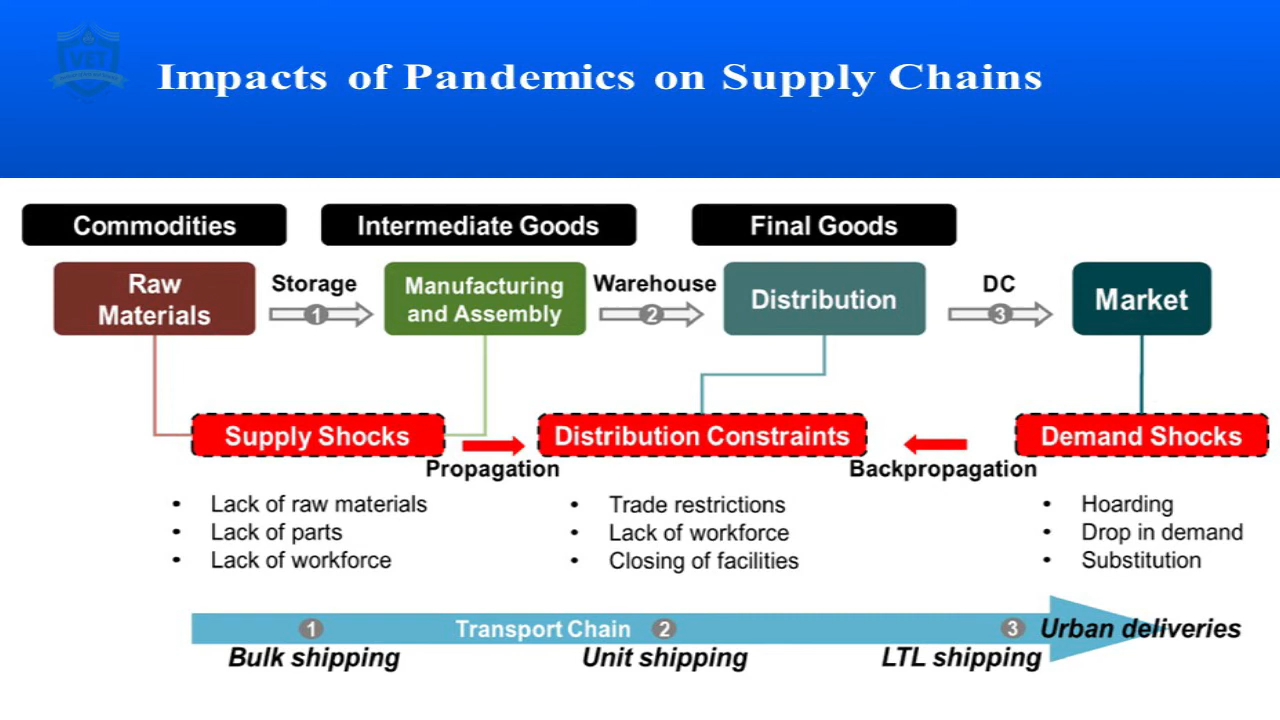 VET
Impacts of Pandemics on Supply Chains
Commodities
Intermediate Goods
Final Goods
Raw
Materials
Storage
1
Manufacturing
and Assembly
Warehouse
2
Distribution
DC
3
Market
Supply Shocks
Propagation
Distribution Constraints
Backpropagation
Demand Shocks
• Lack of raw materials
• Lack of parts
• Lack of workforce
• Trade restrictions
• Lack of workforce
• Closing of facilities
• Hoarding
• Drop in demand
• Substitution
1 Transport Chain 2 3 Urban deliveries
Bulk shipping
Unit shipping
LTL shipping